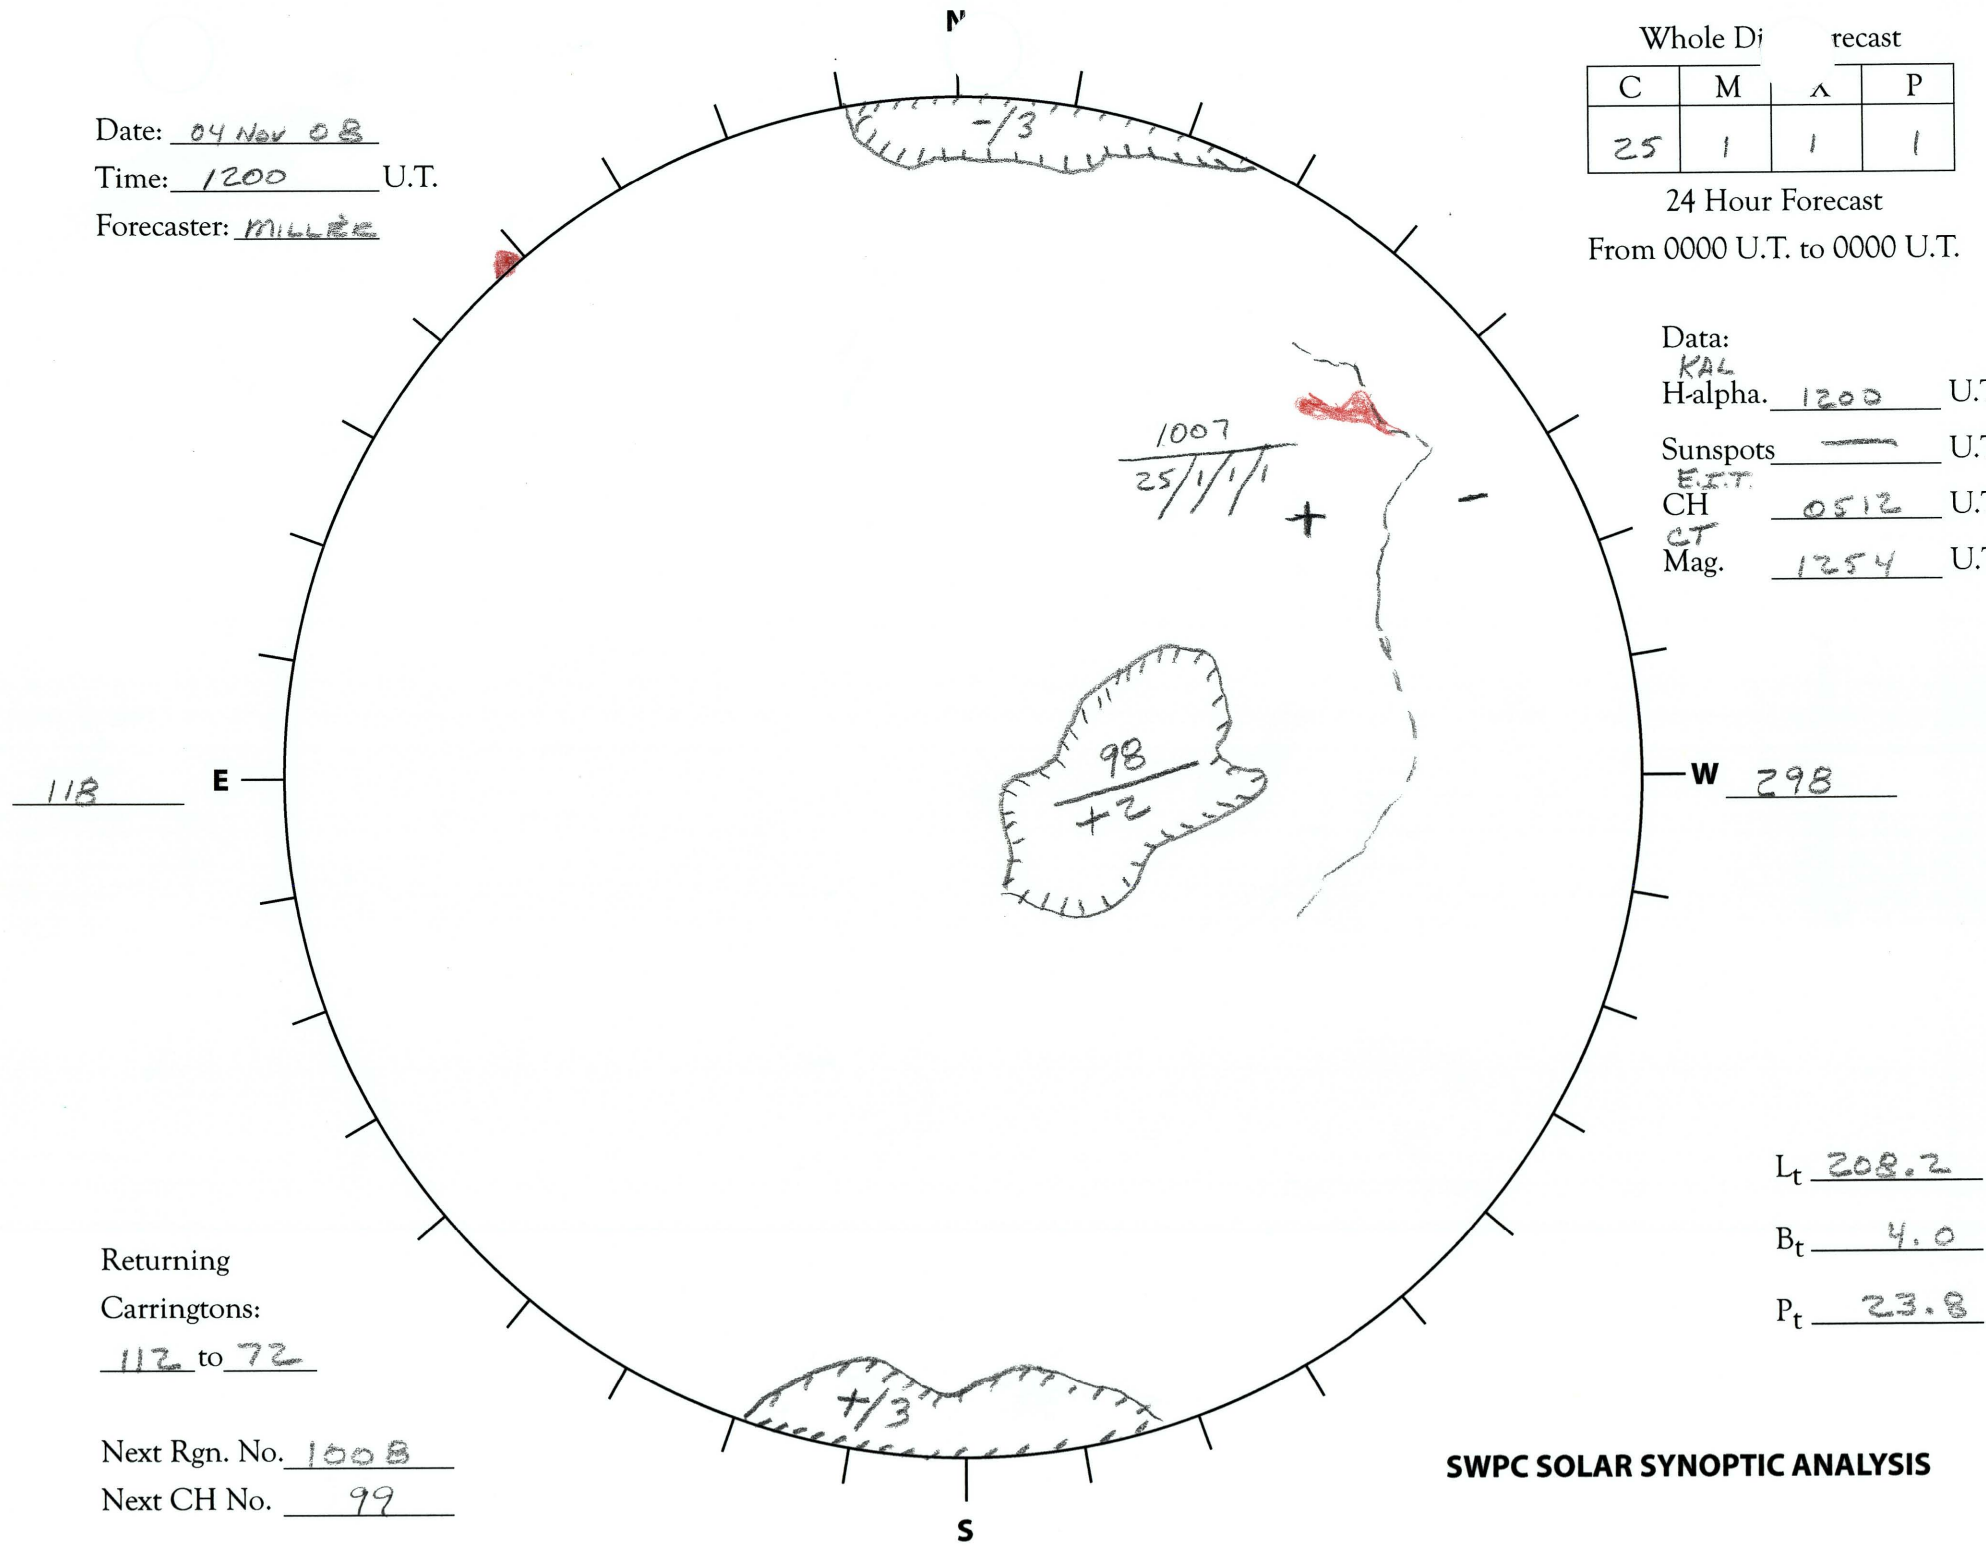 N
Whole Di recast
C M P
25 1 1 1
24 Hour Forecast
From 0000 U.T. to 0000 U.T.
Date: 04 Nov 08
Time: 1200 U.T.
Forecaster:
-/3
Data:
KAL
H-alpha. 1200 U.T
Sunspots — U.T
E.I.T.
CH 0512 U.T
CT
Mag. 1254 U.T
1007
25/1/1/1
+ -
98
+2
118 E
W 298
Lt 208.2
Bt 4.0
Pt 23.8
Returning
Carringtons:
112 to 72
+/3
Next Rgn. No. 1008
Next CH No. 99
SWPC SOLAR SYNOPTIC ANALYSIS
S